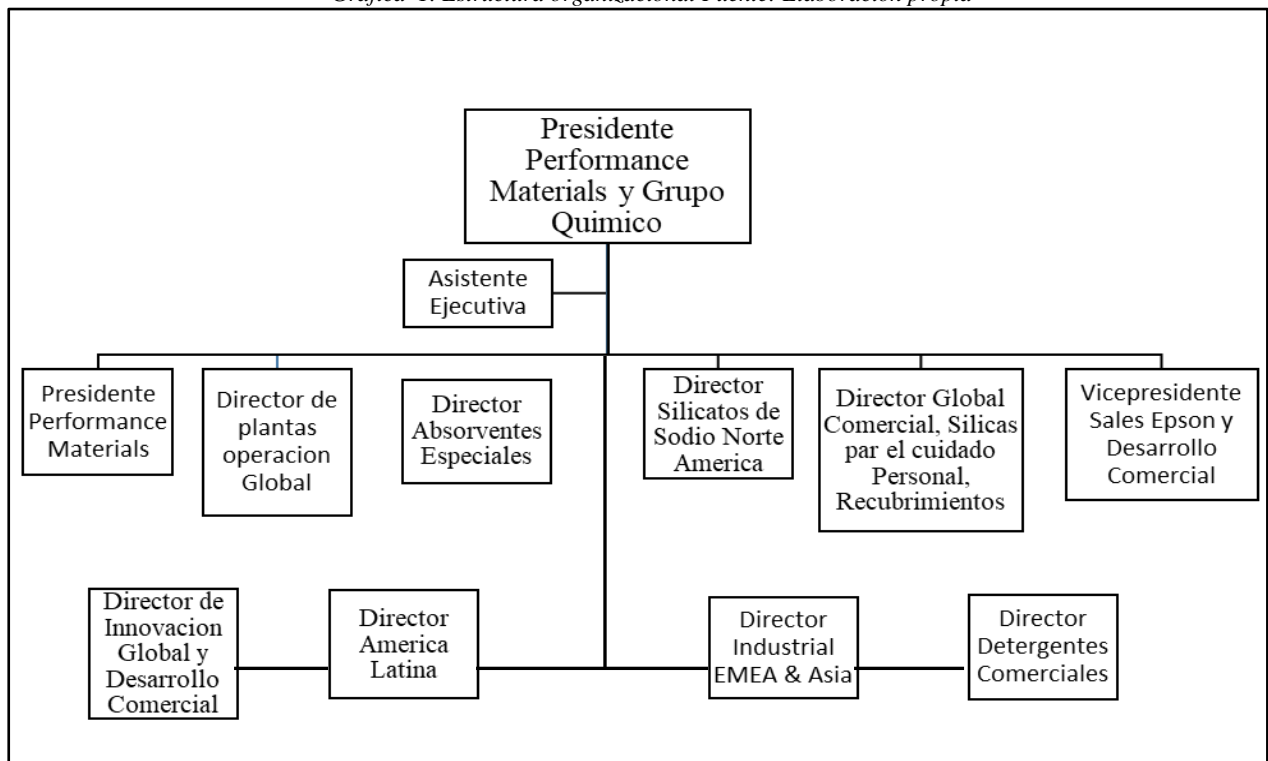 Gráfica 1. Estructura organizacional Fuente: Elaboración propia
Presidente
Performance
Materials y Grupo
Quimico
Asistente
Ejecutiva
Presidente
Performance
Materials
Director de
plantas
operacion
Global
Director
Absorventes
Especiales
Director
Silicatos de
Sodio Norte
America
Director Global
Comercial, Silicas
par el cuidado
Personal,
Recubrimientos
Vicepresidente
Sales Epson y
Desarrollo
Comercial
Director de
Innovacion
Global y
Desarrollo
Comercial
Director
America
Latina
Director
Industrial
EMEA & Asia
Director
Detergentes
Comerciales